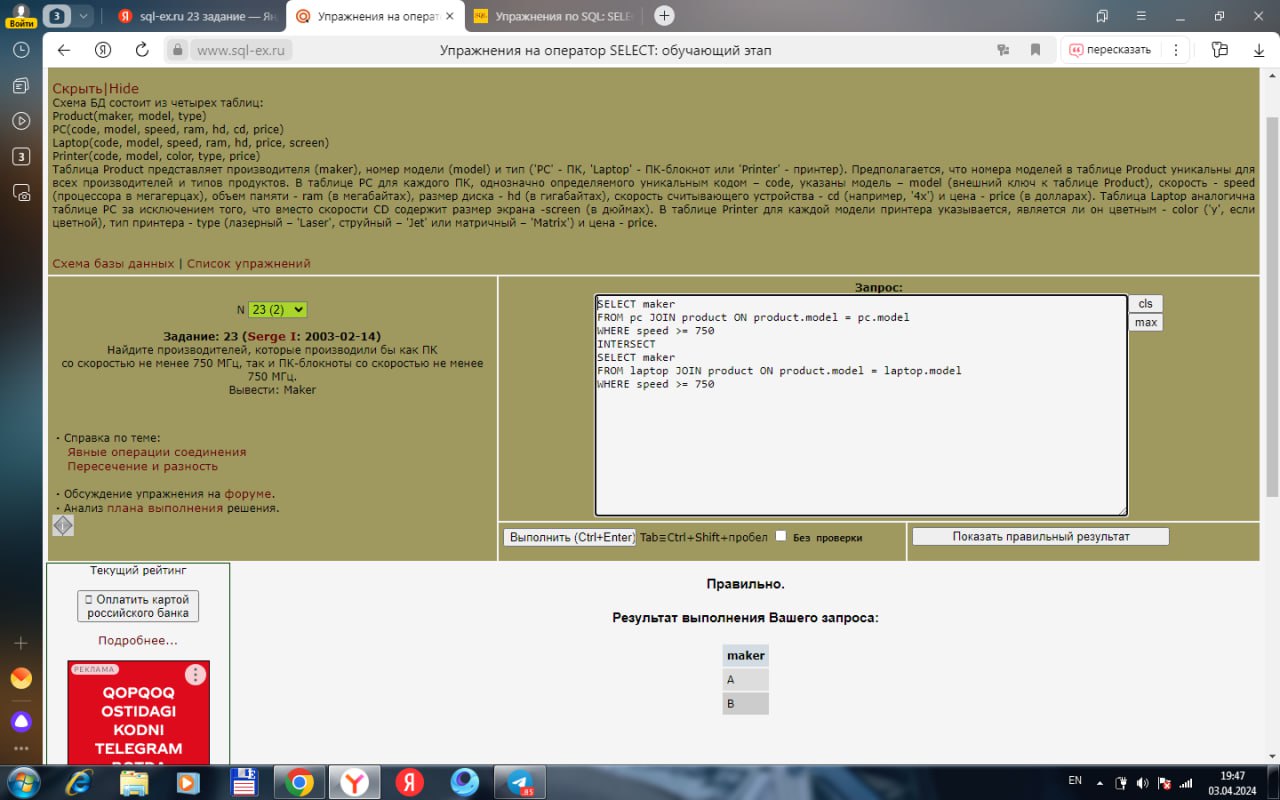 Войти
3
sql-ex.ru 23 задание — Ян
Упражнения на операт
Упражнения по SQL: SELE
www.sql-ex.ru
Упражнения на оператор SELECT: обучающий этап
пересказать
3
Скрыть|Hide
Схема БД состоит из четырех таблиц:
Product(maker, model, type)
PC(code, model, speed, ram, hd, cd, price)
Laptop(code, model, speed, ram, hd, price, screen)
Printer(code, model, color, type, price)
Таблица Product представляет производителя (maker), номер модели (model) и тип ('PC' - ПК, 'Laptop' - ПК-блокнот или 'Printer' - принтер). Предполагается, что номера моделей в таблице Product уникальны для
всех производителей и типов продуктов. В таблице PC для каждого ПК, однозначно определяемого уникальным кодом – code, указаны модель – model (внешний ключ к таблице Product), скорость - speed
(процессора в мегагерцах), объем памяти - ram (в мегабайтах), размер диска - hd (в гигабайтах), скорость считывающего устройства - cd (например, '4x') и цена - price (в долларах). Таблица Laptop аналогична
таблице РС за исключением того, что вместо скорости CD содержит размер экрана -screen (в дюймах). В таблице Printer для каждой модели принтера указывается, является ли он цветным - color ('y', если
цветной), тип принтера - type (лазерный – 'Laser', струйный – 'Jet' или матричный – 'Matrix') и цена - price.
Схема базы данных | Список упражнений
N 23 (2)
Задание: 23 (Serge I: 2003-02-14)
Найдите производителей, которые производили бы как ПК
со скоростью не менее 750 МГц, так и ПК-блокноты со скоростью не менее
750 МГц.
Вывести: Maker
· Справка по теме:
Явные операции соединения
Пересечение и разность
· Обсуждение упражнения на форуме.
· Анализ плана выполнения решения.
Запрос:
SELECT maker
FROM pc JOIN product ON product.model = pc.model
WHERE speed >= 750
INTERSECT
SELECT maker
FROM laptop JOIN product ON product.model = laptop.model
WHERE speed >= 750
cls
max
Выполнить (Ctrl+Enter) Tab≡Ctrl+Shift+пробел Без проверки
Показать правильный результат
Текущий рейтинг
Оплатить картой
российского банка
Подробнее...
РЕКЛАМА
QOPQOQ
OSTIDAGI
KODNI
TELEGRAM
Правильно.
Результат выполнения Вашего запроса:
maker
A
B
EN
19:47
03.04.2024